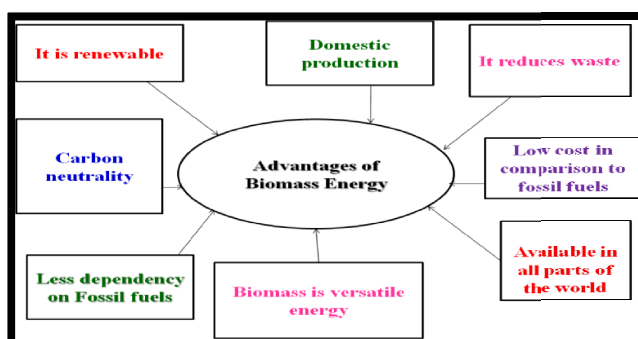 It is renewable
Domestic
production
It reduces waste
Carbon
neutrality
Advantages of
Biomass Energy
Low cost in
comparison to
fossil fuels
Less dependency
on Fossil fuels
Biomass is versatile
energy
Available in
all parts of
the world